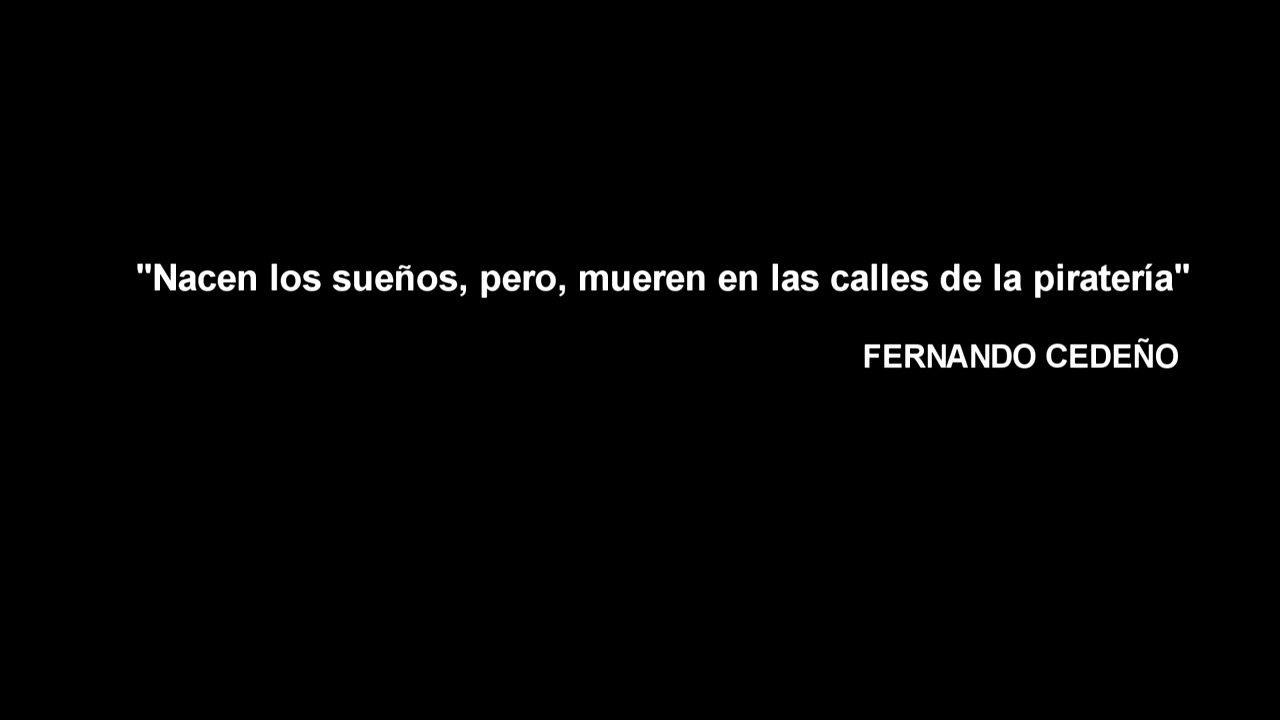 "Nacen los sueños, pero, mueren en las calles de la piratería"
FERNANDO CEDEÑO